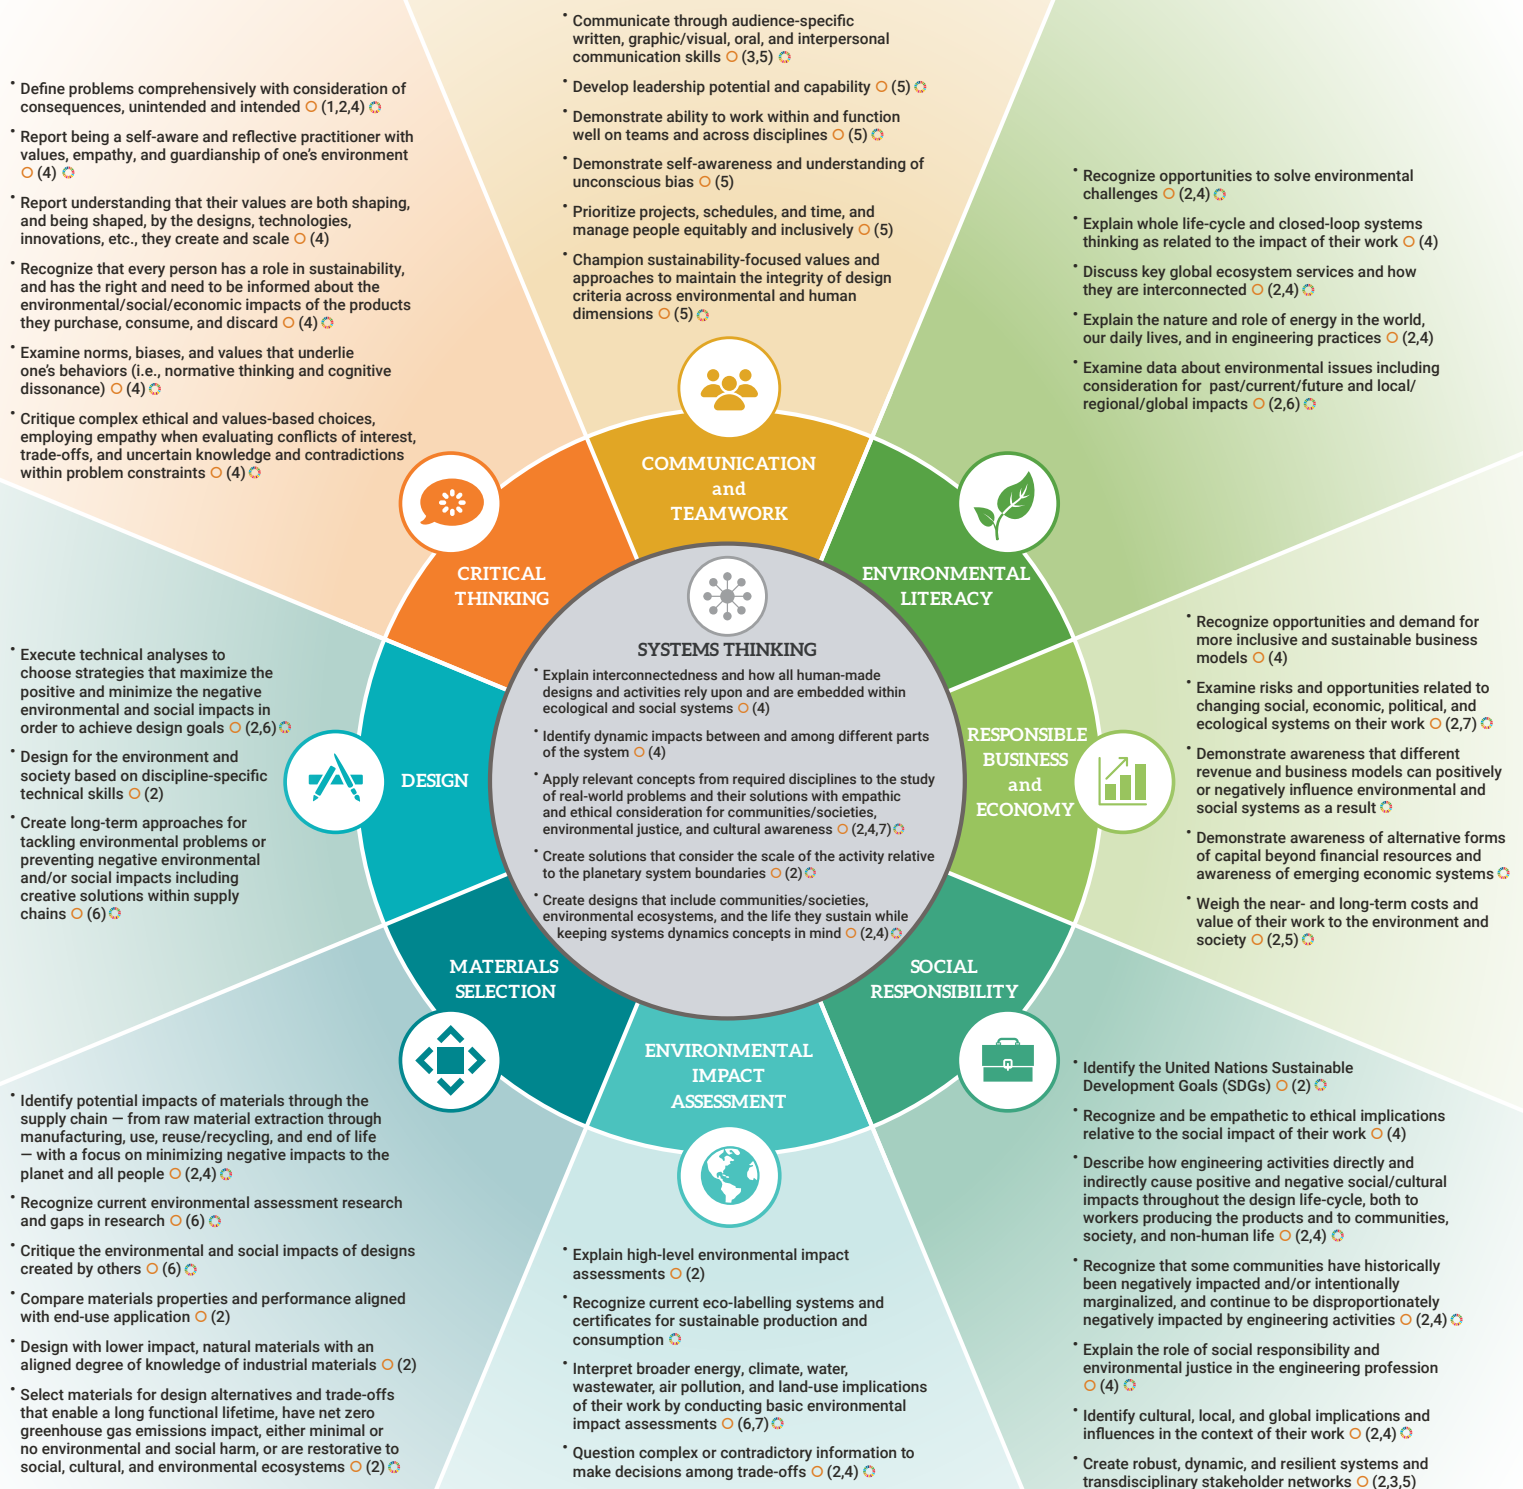 • Communicate through audience-specific
written, graphic/visual, oral, and interpersonal
communication skills (3,5)
• Develop leadership potential and capability (5)
• Demonstrate ability to work within and function
well on teams and across disciplines (5)
• Demonstrate self-awareness and understanding of
unconscious bias (5)
• Prioritize projects, schedules, and time, and
manage people equitably and inclusively (5)
• Champion sustainability-focused values and
approaches to maintain the integrity of design
criteria across environmental and human
dimensions (5)
• Define problems comprehensively with consideration of
consequences, unintended and intended (1,2,4)
• Report being a self-aware and reflective practitioner with
values, empathy, and guardianship of one’s environment
(4)
• Report understanding that their values are both shaping,
and being shaped, by the designs, technologies,
innovations, etc., they create and scale (4)
• Recognize that every person has a role in sustainability,
and has the right and need to be informed about the
environmental/social/economic impacts of the products
they purchase, consume, and discard (4)
• Examine norms, biases, and values that underlie
one’s behaviors (i.e., normative thinking and cognitive
dissonance) (4)
• Critique complex ethical and values-based choices,
employing empathy when evaluating conflicts of interest,
trade-offs, and uncertain knowledge and contradictions
within problem constraints (4)
• Recognize opportunities to solve environmental
challenges (2,4)
• Explain whole life-cycle and closed-loop systems
thinking as related to the impact of their work (4)
• Discuss key global ecosystem services and how
they are interconnected (2,4)
• Explain the nature and role of energy in the world,
our daily lives, and in engineering practices (2,4)
• Examine data about environmental issues including
consideration for past/current/future and local/
regional/global impacts (2,6)
COMMUNICATION
and
TEAMWORK
CRITICAL
THINKING
ENVIRONMENTAL
LITERACY
SYSTEMS THINKING
• Explain interconnectedness and how all human-made
designs and activities rely upon and are embedded within
ecological and social systems (4)
• Identify dynamic impacts between and among different parts
of the system (4)
• Apply relevant concepts from required disciplines to the study
of real-world problems and their solutions with empathic
and ethical consideration for communities/societies,
environmental justice, and cultural awareness (2,4,7)
• Create solutions that consider the scale of the activity relative
to the planetary system boundaries (2)
• Create designs that include communities/societies,
environmental ecosystems, and the life they sustain while
keeping systems dynamics concepts in mind (2,4)
• Execute technical analyses to
choose strategies that maximize the
positive and minimize the negative
environmental and social impacts in
order to achieve design goals (2,6)
• Design for the environment and
society based on discipline-specific
technical skills (2)
• Create long-term approaches for
tackling environmental problems or
preventing negative environmental
and/or social impacts including
creative solutions within supply
chains (6)
DESIGN
RESPONSIBLE
BUSINESS
and
ECONOMY
• Recognize opportunities and demand for
more inclusive and sustainable business
models (4)
• Examine risks and opportunities related to
changing social, economic, political, and
ecological systems on their work (2,7)
• Demonstrate awareness that different
revenue and business models can positively
or negatively influence environmental and
social systems as a result
• Demonstrate awareness of alternative forms
of capital beyond financial resources and
awareness of emerging economic systems
• Weigh the near- and long-term costs and
value of their work to the environment and
society (2,5)
MATERIALS
SELECTION
SOCIAL
RESPONSIBILITY
ENVIRONMENTAL
IMPACT
ASSESSMENT
• Identify potential impacts of materials through the
supply chain — from raw material extraction through
manufacturing, use, reuse/recycling, and end of life
— with a focus on minimizing negative impacts to the
planet and all people (2,4)
• Recognize current environmental assessment research
and gaps in research (6)
• Critique the environmental and social impacts of designs
created by others (6)
• Compare materials properties and performance aligned
with end-use application (2)
• Design with lower impact, natural materials with an
aligned degree of knowledge of industrial materials (2)
• Select materials for design alternatives and trade-offs
that enable a long functional lifetime, have net zero
greenhouse gas emissions impact, either minimal or
no environmental and social harm, or are restorative to
social, cultural, and environmental ecosystems (2)
• Explain high-level environmental impact
assessments (2)
• Recognize current eco-labelling systems and
certificates for sustainable production and
consumption
• Interpret broader energy, climate, water,
wastewater, air pollution, and land-use implications
of their work by conducting basic environmental
impact assessments (6,7)
• Question complex or contradictory information to
make decisions among trade-offs (2,4)
• Identify the United Nations Sustainable
Development Goals (SDGs) (2)
• Recognize and be empathetic to ethical implications
relative to the social impact of their work (4)
• Describe how engineering activities directly and
indirectly cause positive and negative social/cultural
impacts throughout the design life-cycle, both to
workers producing the products and to communities,
society, and non-human life (2,4)
• Recognize that some communities have historically
been negatively impacted and/or intentionally
marginalized, and continue to be disproportionately
negatively impacted by engineering activities (2,4)
• Explain the role of social responsibility and
environmental justice in the engineering profession
(4)
• Identify cultural, local, and global implications and
influences in the context of their work (2,4)
• Create robust, dynamic, and resilient systems and
transdisciplinary stakeholder networks (2,3,5)